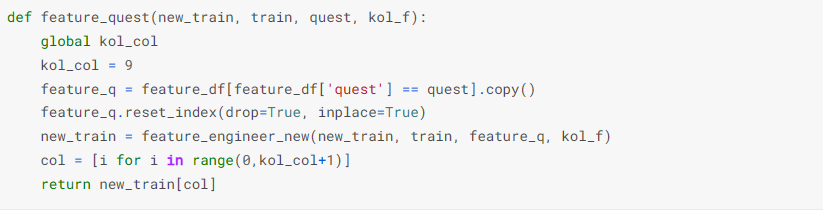 def feature_quest(new_train, train, quest, kol_f):
    global kol_col
    kol_col = 9
    feature_q = feature_df[feature_df['quest'] == quest].copy()
    feature_q.reset_index(drop=True, inplace=True)
    new_train = feature_engineer_new(new_train, train, feature_q, kol_f)
    col = [i for i in range(0,kol_col+1)]
    return new_train[col]